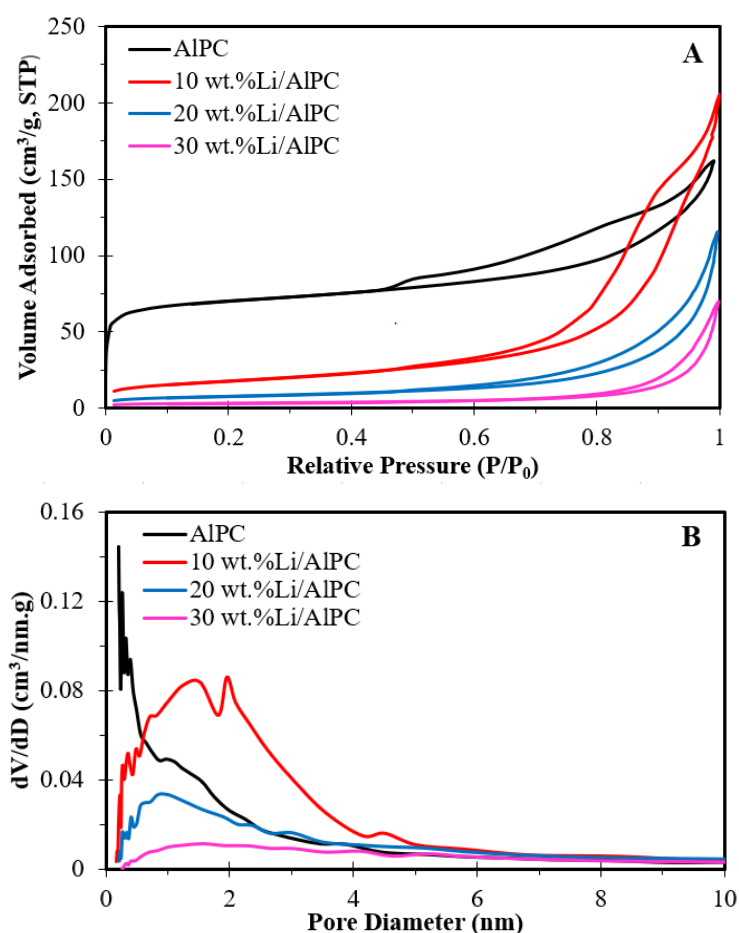 250
200
150
100
50
0
Volume Adsorbed (cm³/g, STP)
AlPC
10 wt.%Li/AlPC
20 wt.%Li/AlPC
30 wt.%Li/AlPC
A
0 0.2 0.4 0.6 0.8 1
Relative Pressure (P/P₀)
0.16
0.12
0.08
0.04
0
dV/dD (cm³/nm.g)
AlPC
10 wt.%Li/AlPC
20 wt.%Li/AlPC
30 wt.%Li/AlPC
B
0 2 4 6 8 10
Pore Diameter (nm)